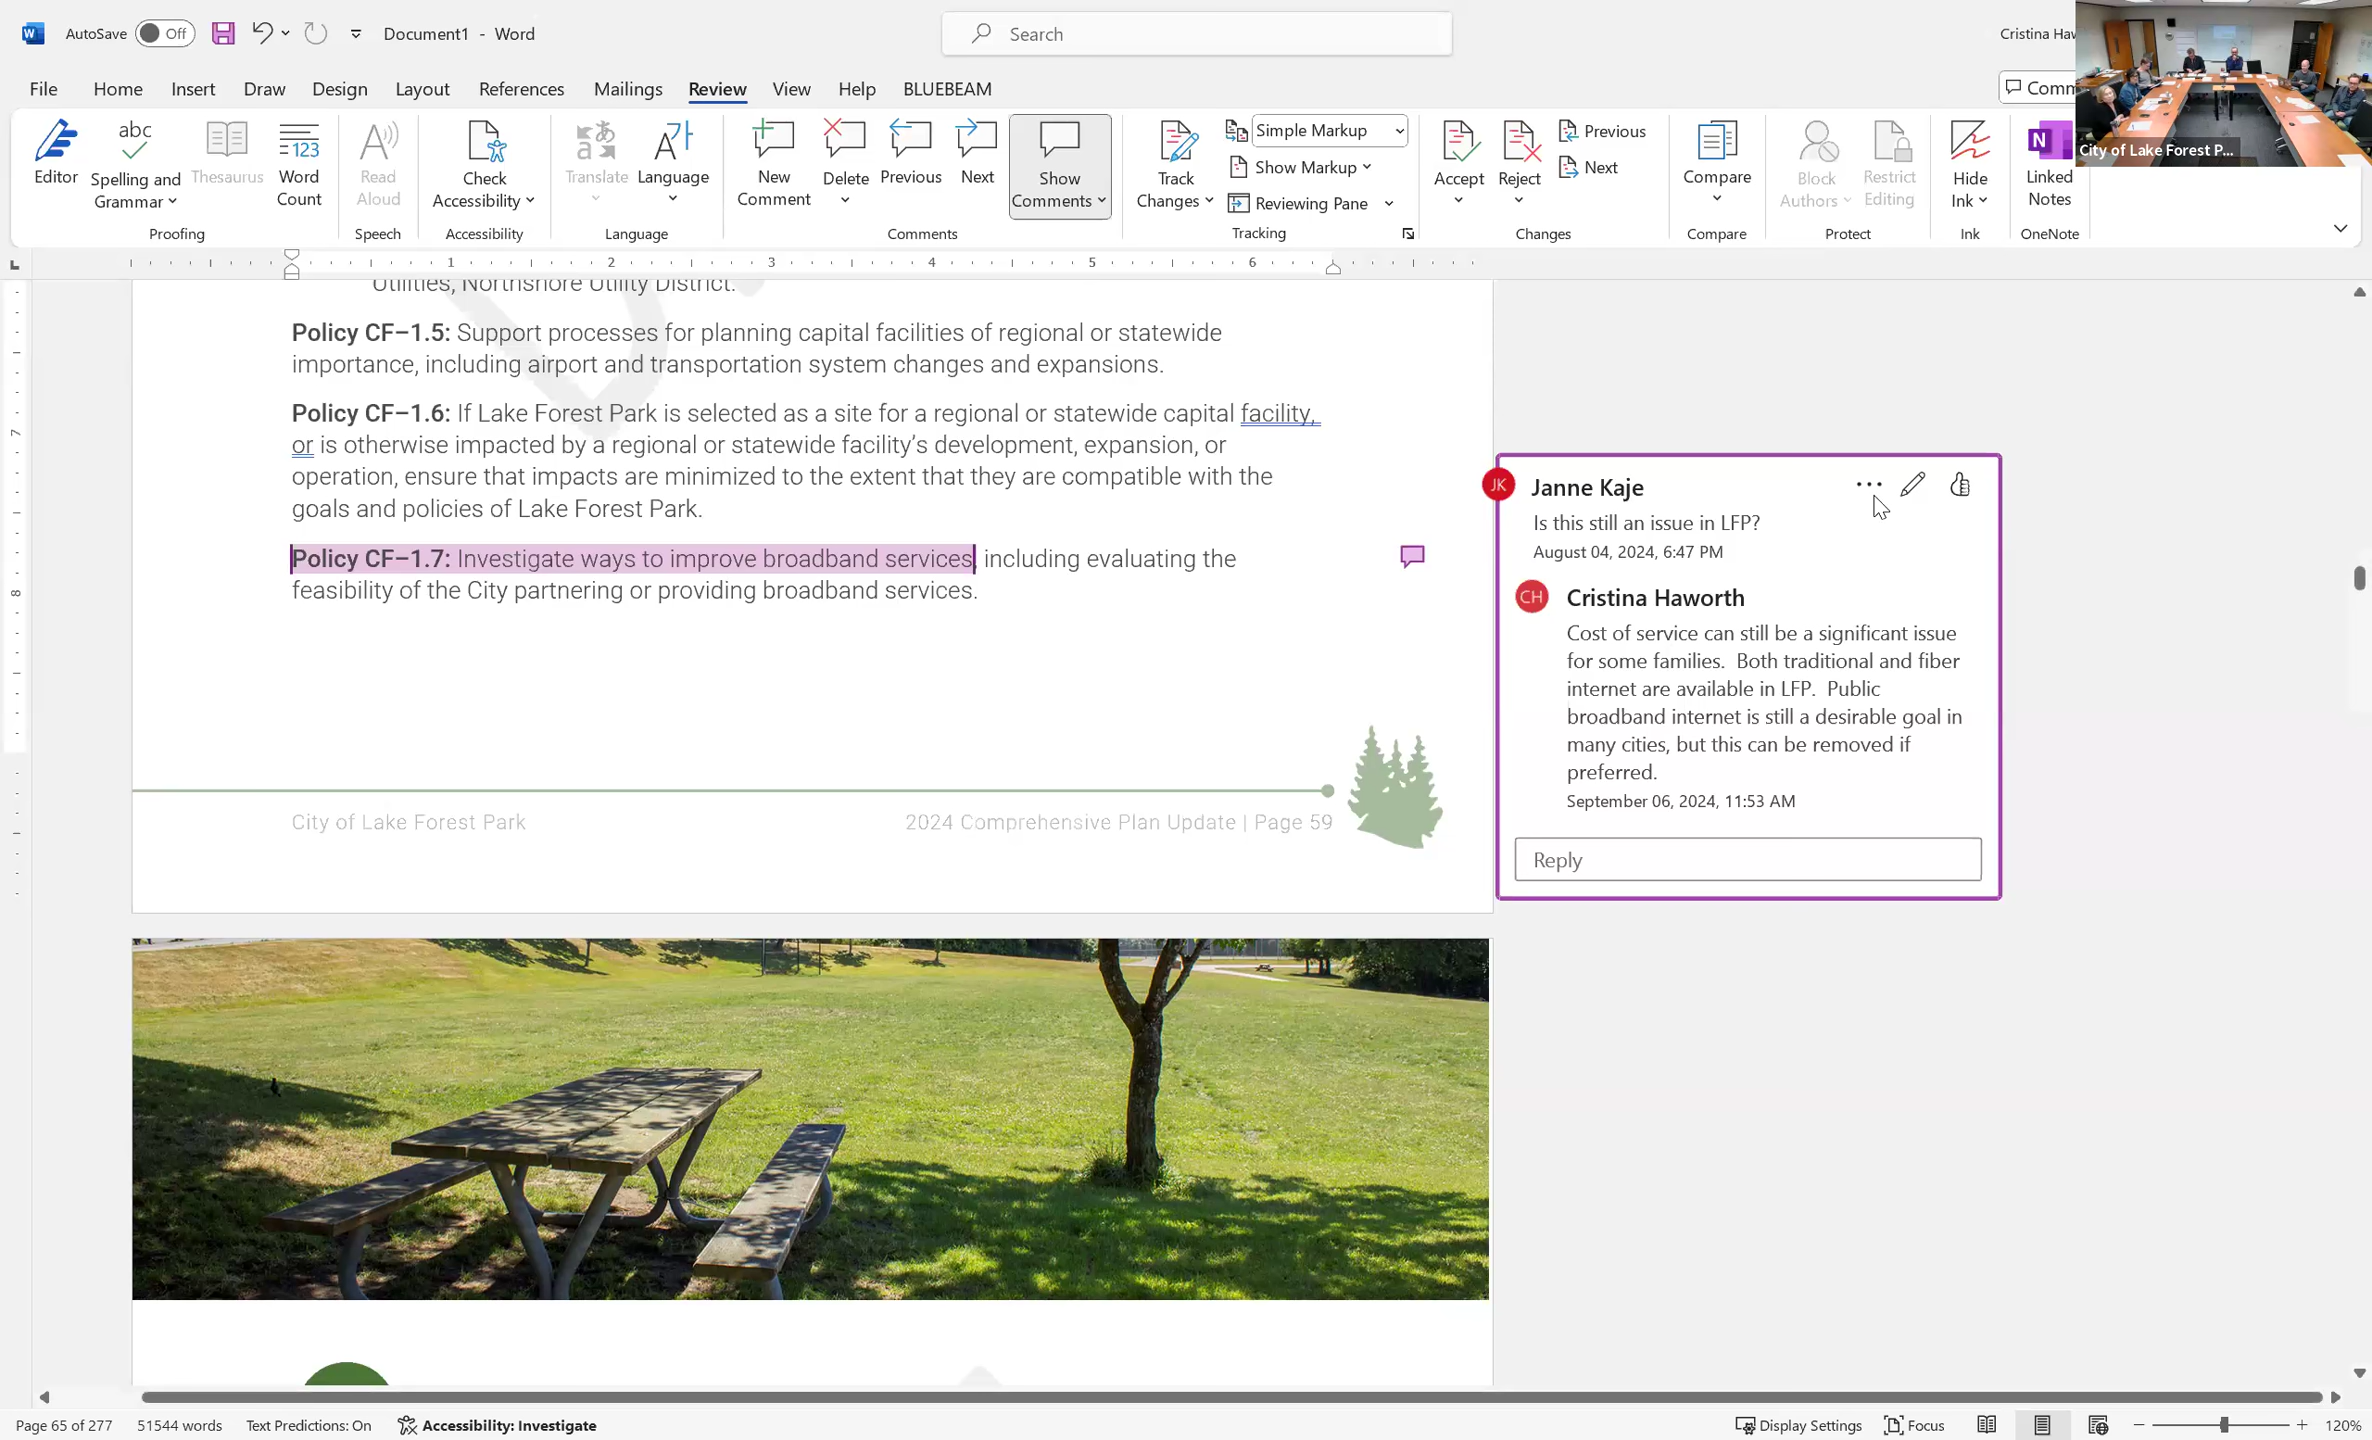 AutoSave Off Document1 - Word Search Cristina Haw
File Home Insert Draw Design Layout References Mailings Review View Help BLUEBEAM Comm
Editor
Spelling and
Grammar
Thesaurus
Word
Count
Proofing
Read
Aloud
Speech
Check
Accessibility
Accessibility
Translate
Language
Language
New
Comment
Delete
Previous
Next
Show
Comments
Comments
Track
Changes
Simple Markup
Show Markup
Reviewing Pane
Tracking
Accept
Reject
Previous
Next
Changes
Compare
Compare
Block
Authors
Restrict
Editing
Protect
Hide
Ink
Ink
Linked
Notes
OneNote
City of Lake Forest P...
1 2 3 4 5 6
7
8
Utilities, Northshore Utility District.
Policy CF–1.5: Support processes for planning capital facilities of regional or statewide
importance, including airport and transportation system changes and expansions.
Policy CF–1.6: If Lake Forest Park is selected as a site for a regional or statewide capital facility,
or is otherwise impacted by a regional or statewide facility’s development, expansion, or
operation, ensure that impacts are minimized to the extent that they are compatible with the
goals and policies of Lake Forest Park.
Policy CF–1.7: Investigate ways to improve broadband services, including evaluating the
feasibility of the City partnering or providing broadband services.
City of Lake Forest Park
2024 Comprehensive Plan Update | Page 59
JK Janne Kaje
Is this still an issue in LFP?
August 04, 2024, 6:47 PM
CH Cristina Haworth
Cost of service can still be a significant issue
for some families. Both traditional and fiber
internet are available in LFP. Public
broadband internet is still a desirable goal in
many cities, but this can be removed if
preferred.
September 06, 2024, 11:53 AM
Reply
Page 65 of 277 51544 words Text Predictions: On Accessibility: Investigate Display Settings Focus 120%